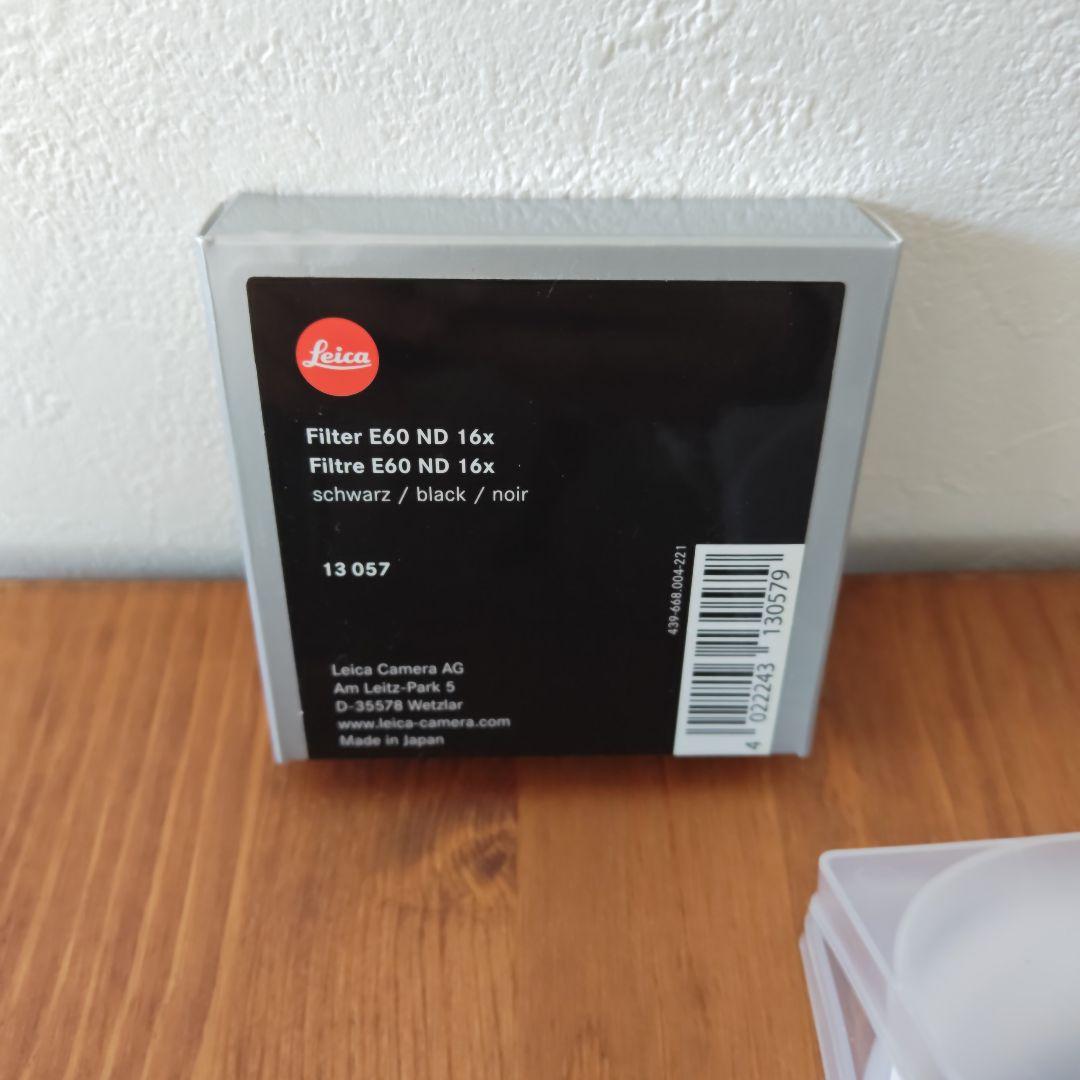 Leica
Filter E60 ND 16x
Filtre E60 ND 16x
schwarz / black / noir
13 057
Leica Camera AG
Am Leitz-Park 5
D-35578 Wetzlar
www.leica-camera.com
Made in Japan
439-668.004-221
4 022243 130579